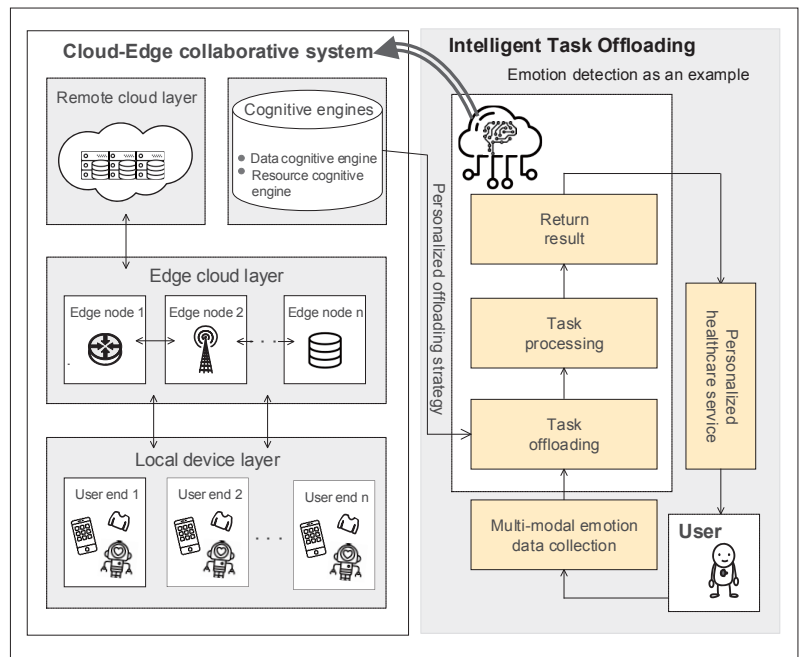 Cloud-Edge collaborative system
Remote cloud layer
Cognitive engines
Data cognitive engine
Resource cognitive
engine
Edge cloud layer
Edge node 1
Edge node 2
. . .
Edge node n
Local device layer
User end 1
User end 2
. . .
User end n
Personalized offloading strategy
Intelligent Task Offloading
Emotion detection as an example
Return
result
Task
processing
Task
offloading
Multi-modal emotion
data collection
Personalized
healthcare service
User